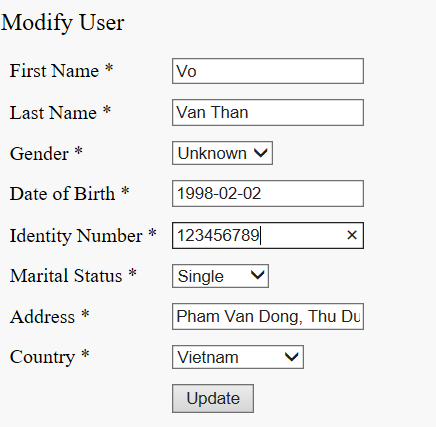 Modify User
First Name * Vo
Last Name * Van Than
Gender * Unknown
Date of Birth * 1998-02-02
Identity Number * 123456789 ×
Marital Status * Single
Address * Pham Van Dong, Thu Du
Country * Vietnam
Update